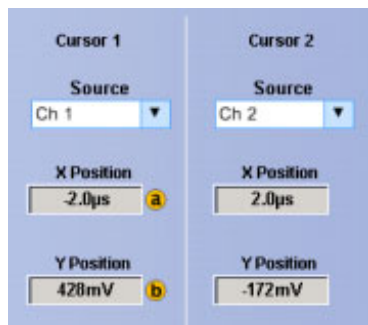 Cursor 1
Cursor 2
Source
Source
Ch 1
Ch 2
X Position
X Position
-2.0µs
a
2.0µs
Y Position
Y Position
428mV
b
-172mV